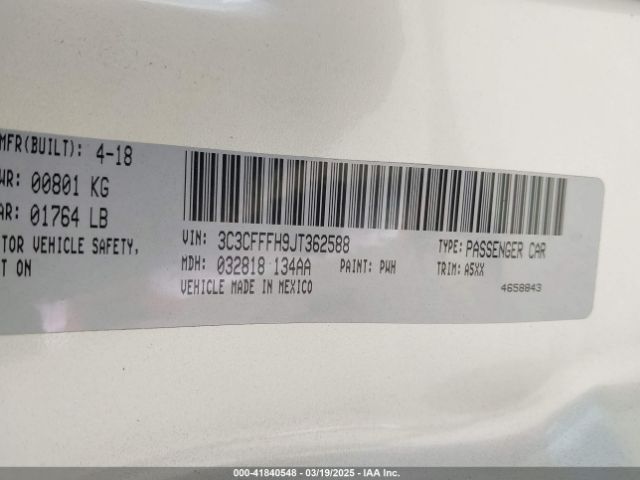 MFR(BUILT): 4-18
WR: 00801 KG
AR: 01764 LB
TOR VEHICLE SAFETY,
CT ON
VIN: 3C3CFFFH9JT362588
TYPE: PASSENGER CAR
MDH: 032818 134AA
PAINT: PWH
TRIM: A5XX
VEHICLE MADE IN MEXICO
4658843
000-41840548 - 03/19/2025 - IAA Inc.